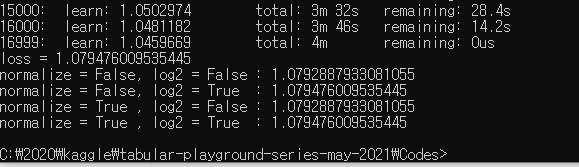 15000: learn: 1.0502974 total: 3m 32s remaining: 28.4s
16000: learn: 1.0481182 total: 3m 46s remaining: 14.2s
16999: learn: 1.0459669 total: 4m remaining: 0us
loss = 1.079476009535445
normalize = False, log2 = False : 1.0792887933081055
normalize = False, log2 = True : 1.079476009535445
normalize = True , log2 = False : 1.0792887933081055
normalize = True , log2 = True : 1.079476009535445
C:₩2020₩kaggle₩tabular-playground-series-may-2021₩Codes>